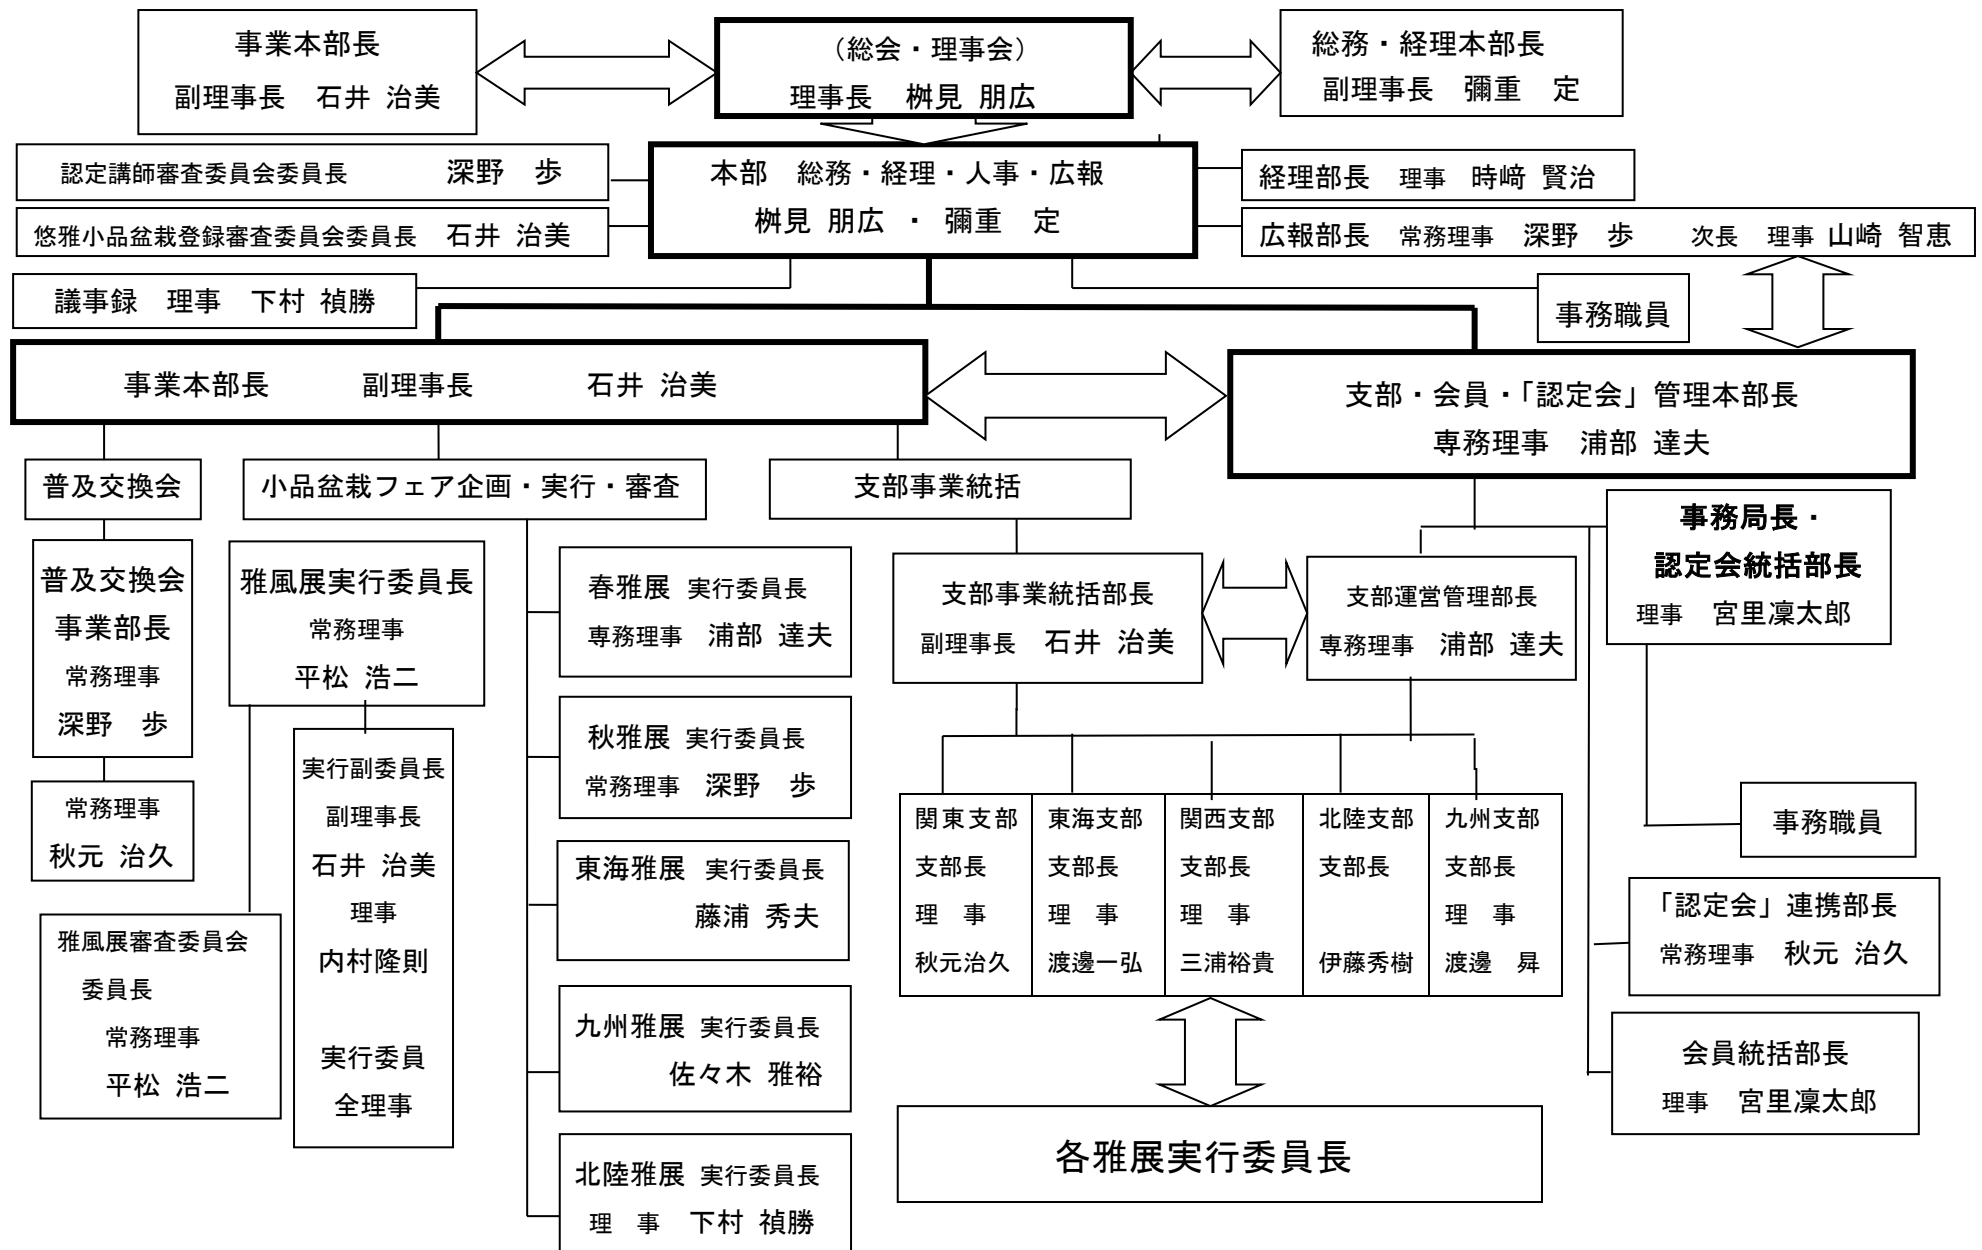 事業本部長
副理事長 石井 治美
（総会・理事会）
理事長 桝見 朋広
総務・経理本部長
副理事長 彌重 定
認定講師審査委員会委員長 深野 歩
悠雅小品盆栽登録審査委員会委員長 石井 治美
本部 総務・経理・人事・広報
桝見 朋広 ・ 彌重 定
経理部長 理事 時﨑 賢治
広報部長 常務理事 深野 歩 次長 理事 山崎 智恵
議事録 理事 下村 禎勝
事務職員
事業本部長 副理事長 石井 治美
支部・会員・「認定会」管理本部長
専務理事 浦部 達夫
普及交換会
小品盆栽フェア企画・実行・審査
支部事業統括
普及交換会
事業部長
常務理事
深野 歩
常務理事
秋元 治久
雅風展実行委員長
常務理事
平松 浩二
実行副委員長
副理事長
石井 治美
理事
内村隆則
実行委員
全理事
雅風展審査委員会
委員長
常務理事
平松 浩二
春雅展 実行委員長
専務理事 浦部 達夫
秋雅展 実行委員長
常務理事 深野 歩
東海雅展 実行委員長
藤浦 秀夫
九州雅展 実行委員長
佐々木 雅裕
北陸雅展 実行委員長
理 事 下村 禎勝
支部事業統括部長
副理事長 石井 治美
支部運営管理部長
専務理事 浦部 達夫
関東支部
支部長
理 事
秋元治久
東海支部
支部長
理 事
渡邊一弘
関西支部
支部長
理 事
三浦裕貴
北陸支部
支部長
伊藤秀樹
九州支部
支部長
理 事
渡邊 曻
各雅展実行委員長
事務局長・
認定会統括部長
理事 宮里凜太郎
事務職員
「認定会」連携部長
常務理事 秋元 治久
会員統括部長
理事 宮里凜太郎